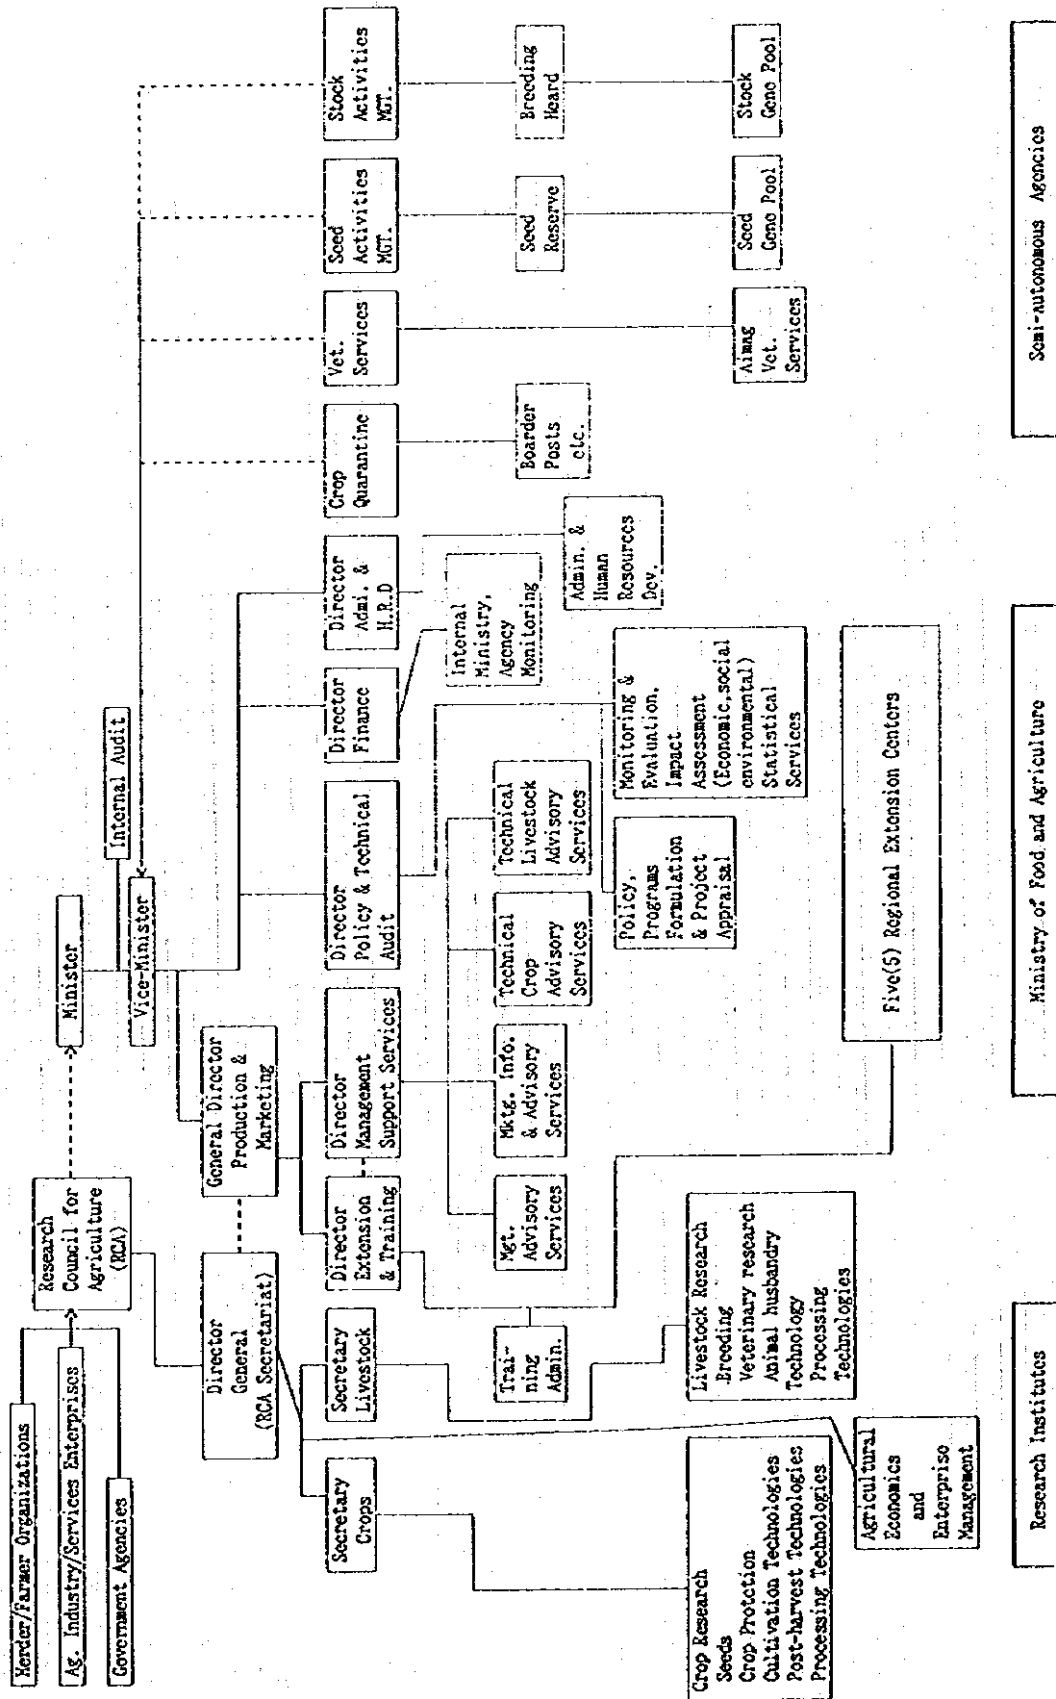 Herder/Farmer Organizations
Ag. Industry/Services Enterprises
Government Agencies
Research
Council for
Agriculture
(RCA)
Minister
Internal Audit
Vice-Minister
Director
General
(RCA Secretariat)
General Director
Production &
Marketing
Secretary
Crops
Secretary
Livestock
Director
Extension
& Training
Director
Management
Support Services
Director
Policy & Technical
Audit
Director
Finance
Director
Admi. &
H.R.D
Crop
Quarantine
Vet.
Services
Seed
Activities
MGT.
Stock
Activities
MGT.
Trai-
ning
Admin.
Mgt.
Advisory
Services
Mktg. Info.
& Advisory
Services
Technical
Crop
Advisory
Services
Technical
Livestock
Advisory
Services
Internal
Ministry,
Agency
Monitoring
Admin. &
Human
Resources
Dev.
Boarder
Posts
etc.
Seed
Reserve
Breeding
Heard
Policy,
Programs
Formulation
& Project
Appraisal
Monitoring &
Evaluation.
Impact
Assessment
(Economic,social
environmental)
Statistical
Services
Crop Research
Seeds
Crop Protction
Cultivation Technologies
Post-harvest Technologies
Processing Technologies
Livestock Research
Breeding
Veterinary research
Animal husbandry
Technology
Processing
Technologies
Aimag
Vet.
Services
Seed
Geno Pool
Stock
Geno Pool
Agricultural
Economics
and
Enterprise
Management
Five(5) Regional Extension Centers
Research Institutes
Ministry of Food and Agriculture
Semi-autonomous Agencies